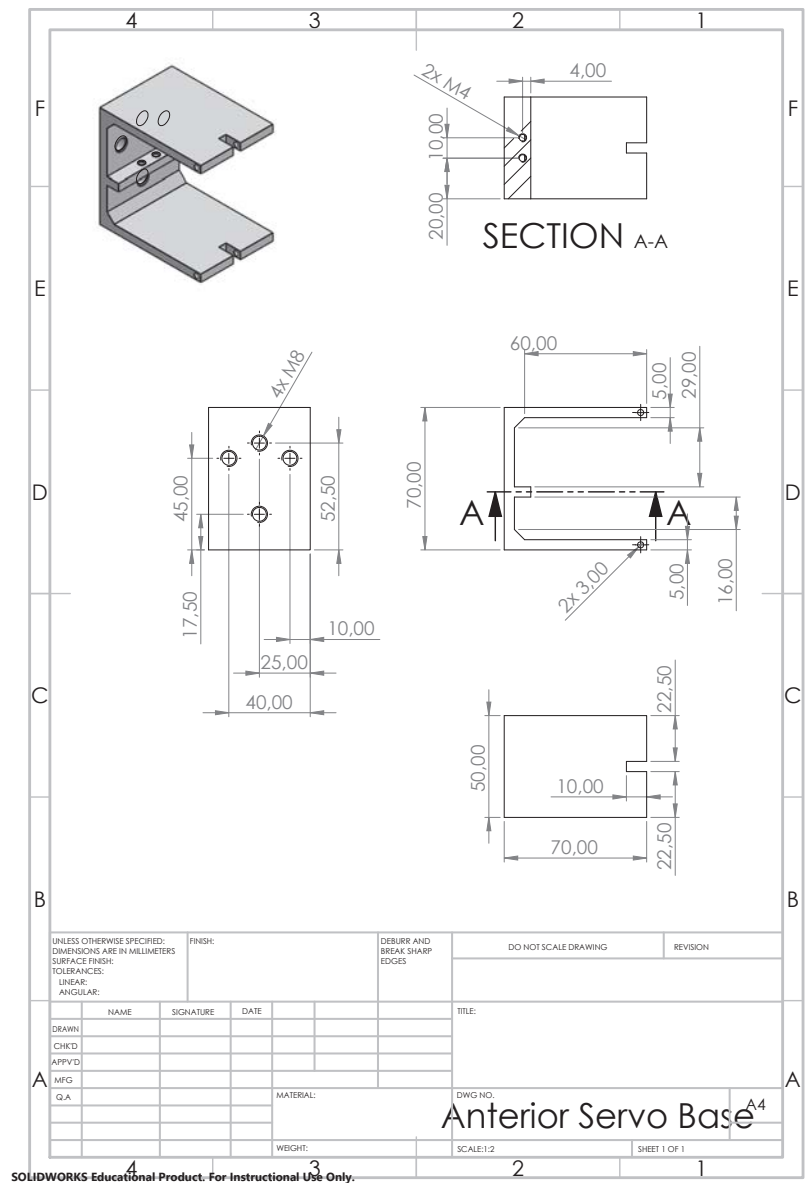 4 3 2 1
F F
2x M4
4,00
10,00
20,00
SECTION A-A
E E
4x M8
45,00
52,50
17,50
10,00
25,00
40,00
60,00
5,00
29,00
70,00
A A
2x 3,00
5,00
16,00
D D
C C
22,50
50,00
10,00
70,00
22,50
B B
UNLESS OTHERWISE SPECIFIED:
DIMENSIONS ARE IN MILLIMETERS
SURFACE FINISH:
TOLERANCES:
LINEAR:
ANGULAR:
FINISH:
DEBURR AND
BREAK SHARP
EDGES
DO NOT SCALE DRAWING
REVISION
NAME SIGNATURE DATE
TITLE:
DRAWN
CHK'D
APPV'D
MFG
Q.A
MATERIAL:
DWG NO.
Anterior Servo Base
A4
WEIGHT:
SCALE:1:2
SHEET 1 OF 1
A A
4 3 2 1
SOLIDWORKS Educational Product. For Instructional Use Only.